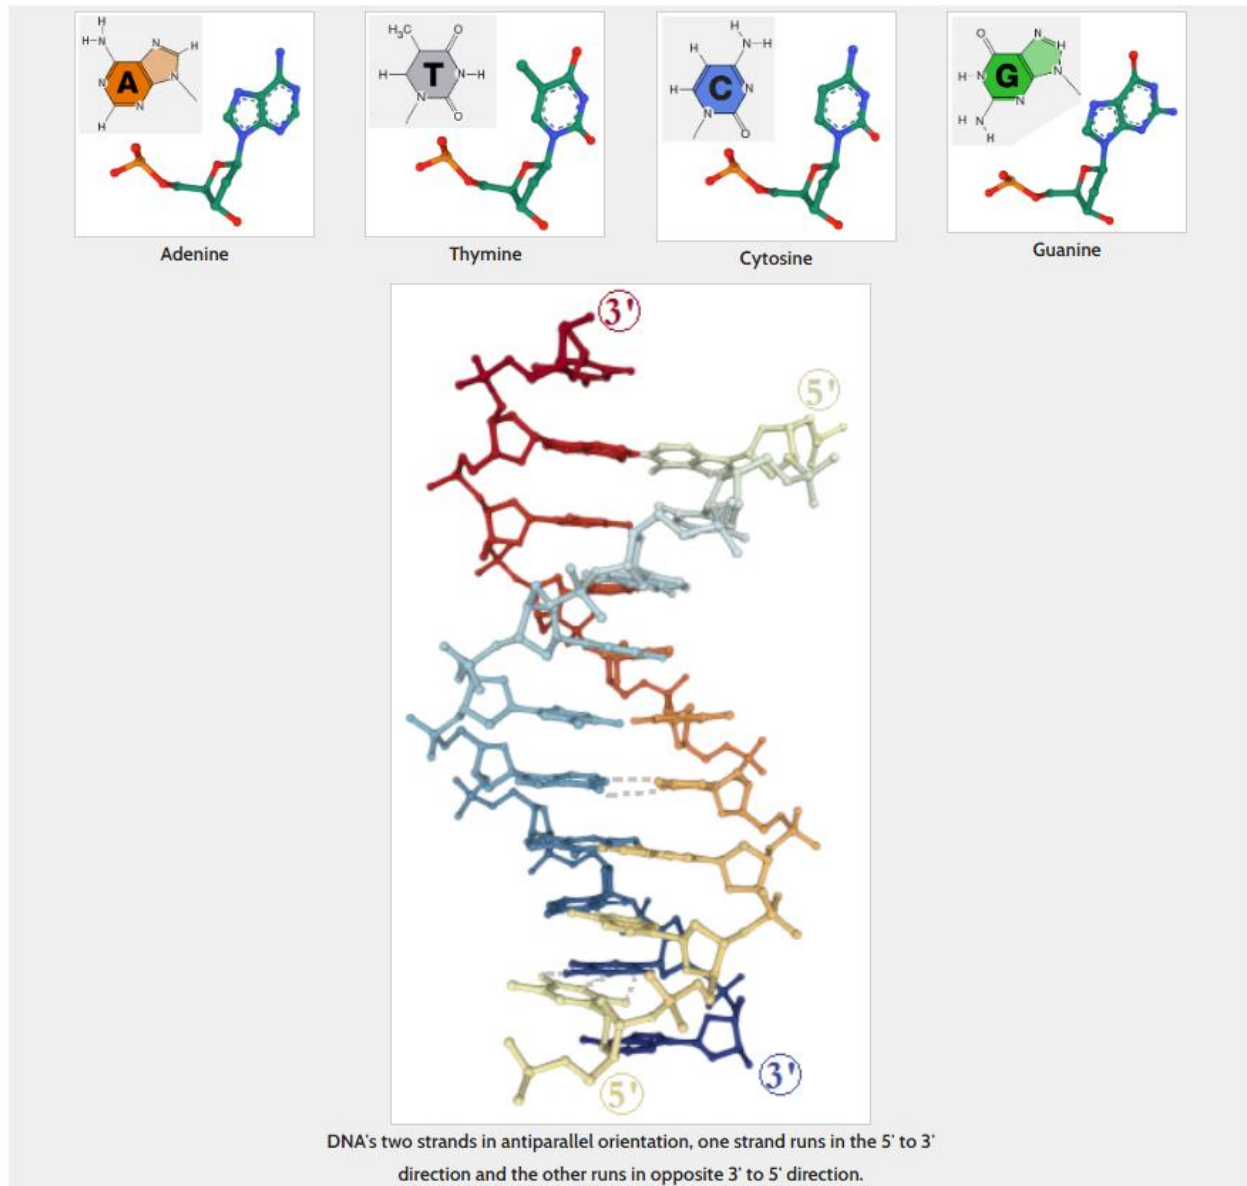 H
H-N
N
H
A
N
N
N
H
H₃C
O
H
T
N-H
N
O
H
N-H
H
C
N
H
N
O
O
N
H
H-N
G
N
N
H N
H
Adenine
Thymine
Cytosine
Guanine
3'
5'
3'
5'
DNA's two strands in antiparallel orientation, one strand runs in the 5' to 3'
direction and the other runs in opposite 3' to 5' direction.